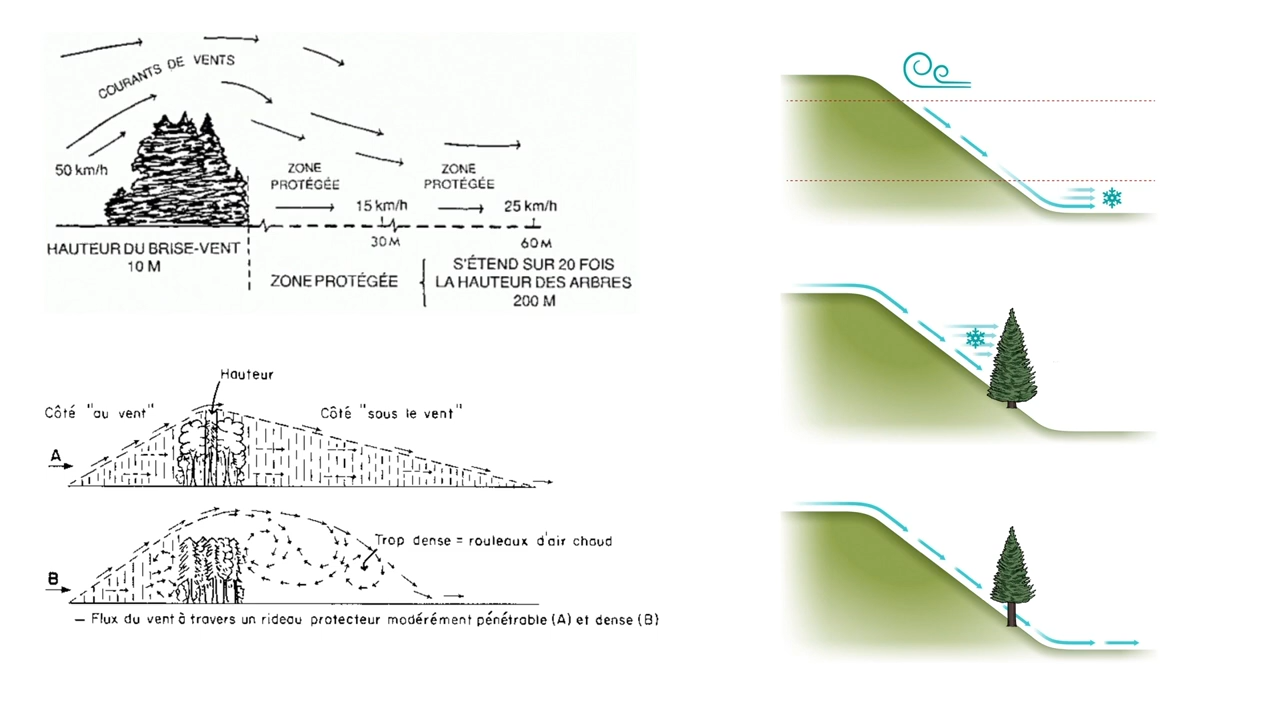 COURANTS DE VENTS
50 km/h
ZONE
PROTÉGÉE
ZONE
PROTÉGÉE
15 km/h
25 km/h
30 M
60 M
HAUTEUR DU BRISE-VENT
10 M
ZONE PROTÉGÉE
S'ÉTEND SUR 20 FOIS
LA HAUTEUR DES ARBRES
200 M
Hauteur
Côté "au vent"
Côté "sous le vent"
A
Trop dense = rouleaux d'air chaud
B
— Flux du vent à travers un rideau protecteur modérément pénétrable (A) et dense (B)